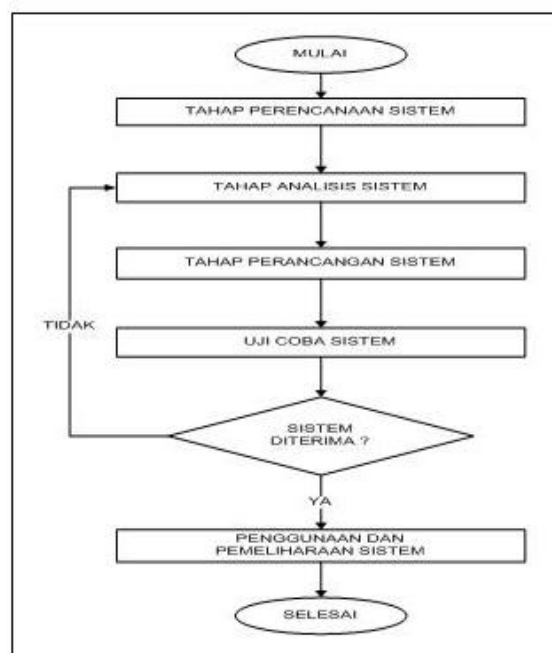 MULAI
TAHAP PERENCANAAN SISTEM
TAHAP ANALISIS SISTEM
TAHAP PERANCANGAN SISTEM
TIDAK
UJI COBA SISTEM
SISTEM
DITERIMA ?
YA
PENGGUNAAN DAN
PEMELIHARAAN SISTEM
SELESAI